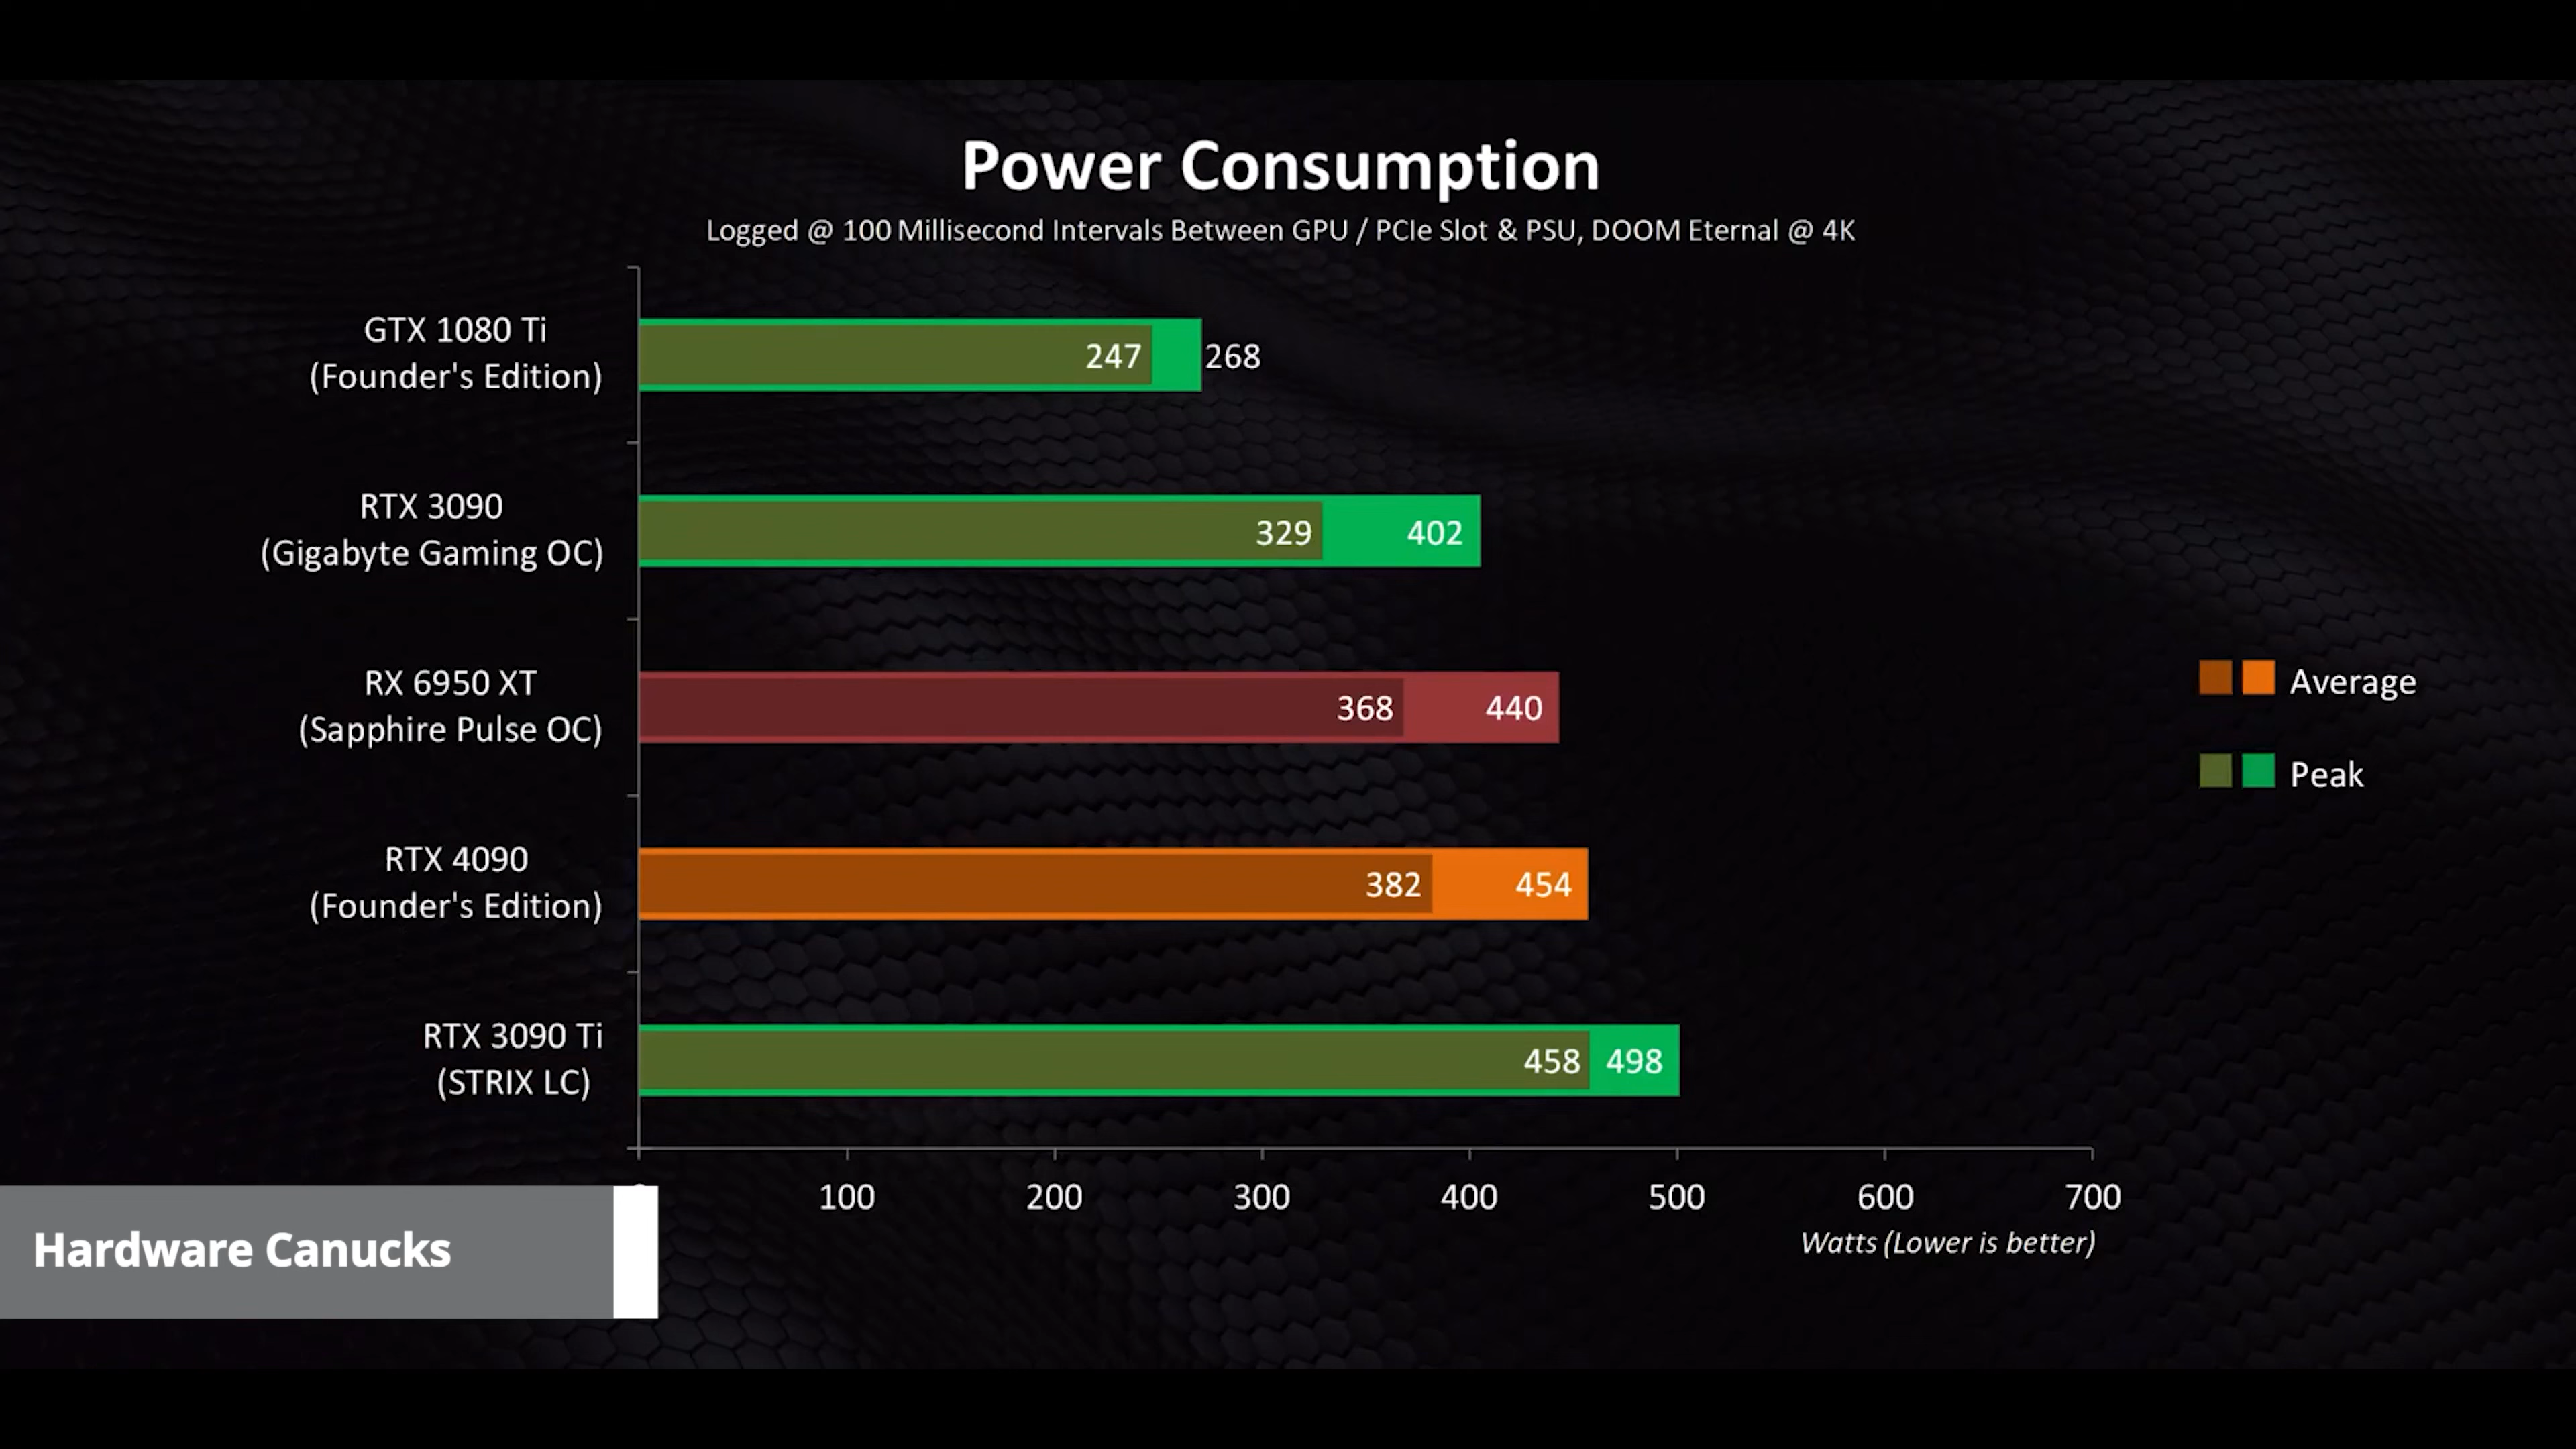 Power Consumption
Logged @ 100 Millisecond Intervals Between GPU / PCIe Slot & PSU, DOOM Eternal @ 4K
GTX 1080 Ti
(Founder's Edition)
247 268
RTX 3090
(Gigabyte Gaming OC)
329 402
RX 6950 XT
(Sapphire Pulse OC)
368 440
RTX 4090
(Founder's Edition)
382 454
RTX 3090 Ti
(STRIX LC)
458 498
Average
Peak
100 200 300 400 500 600 700
Watts (Lower is better)
Hardware Canucks